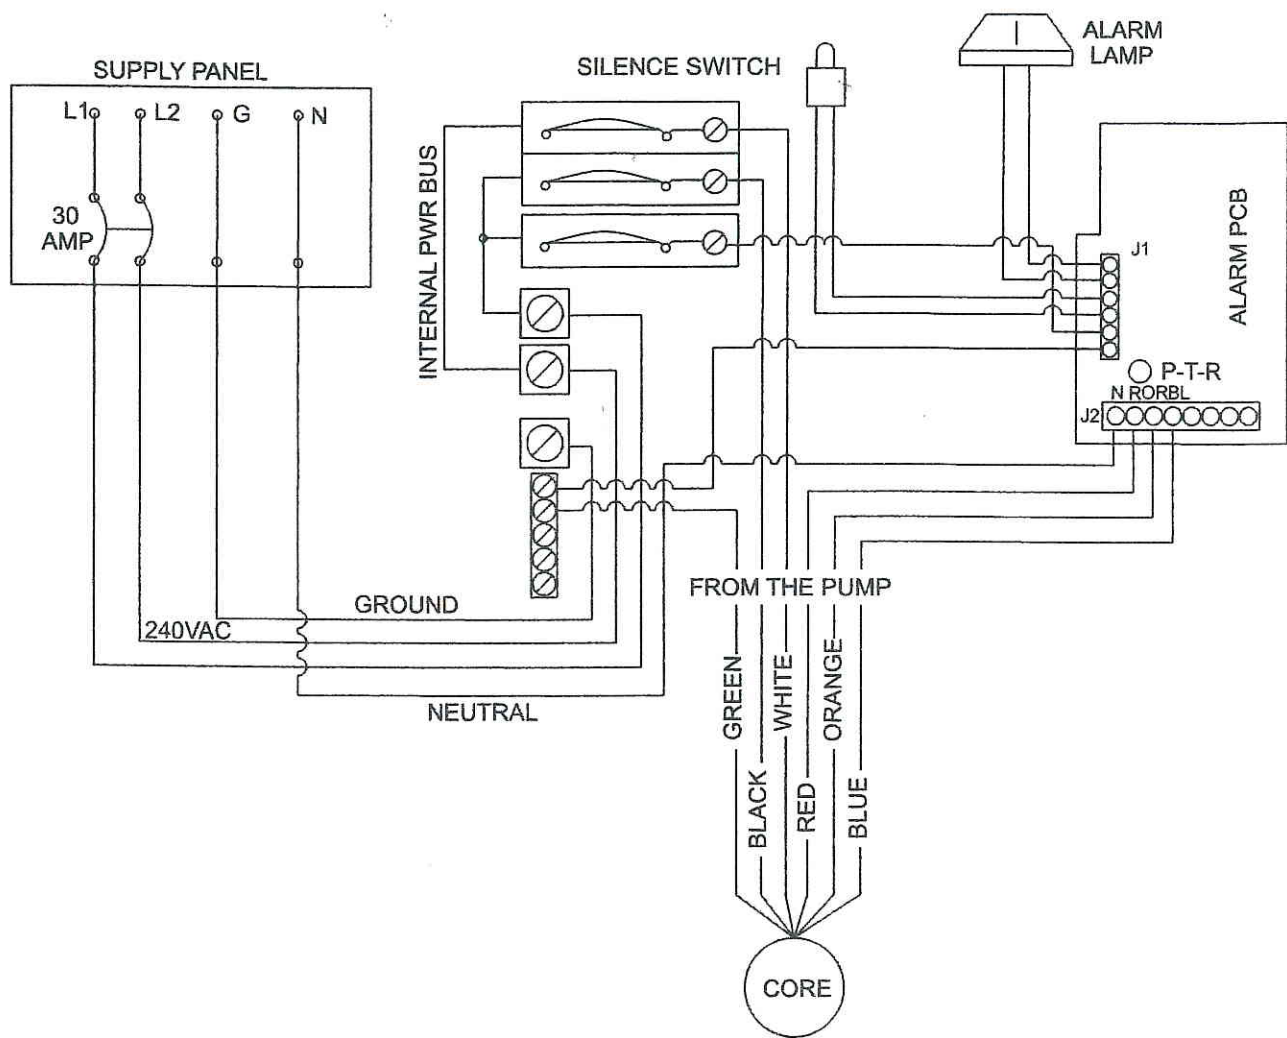 SUPPLY PANEL
L1
L2
G
N
30
AMP
INTERNAL PWR BUS
SILENCE SWITCH
ALARM
LAMP
ALARM PCB
J1
P-T-R
N RORBL
J2
GROUND
240VAC
NEUTRAL
FROM THE PUMP
GREEN
BLACK
WHITE
RED
ORANGE
BLUE
CORE